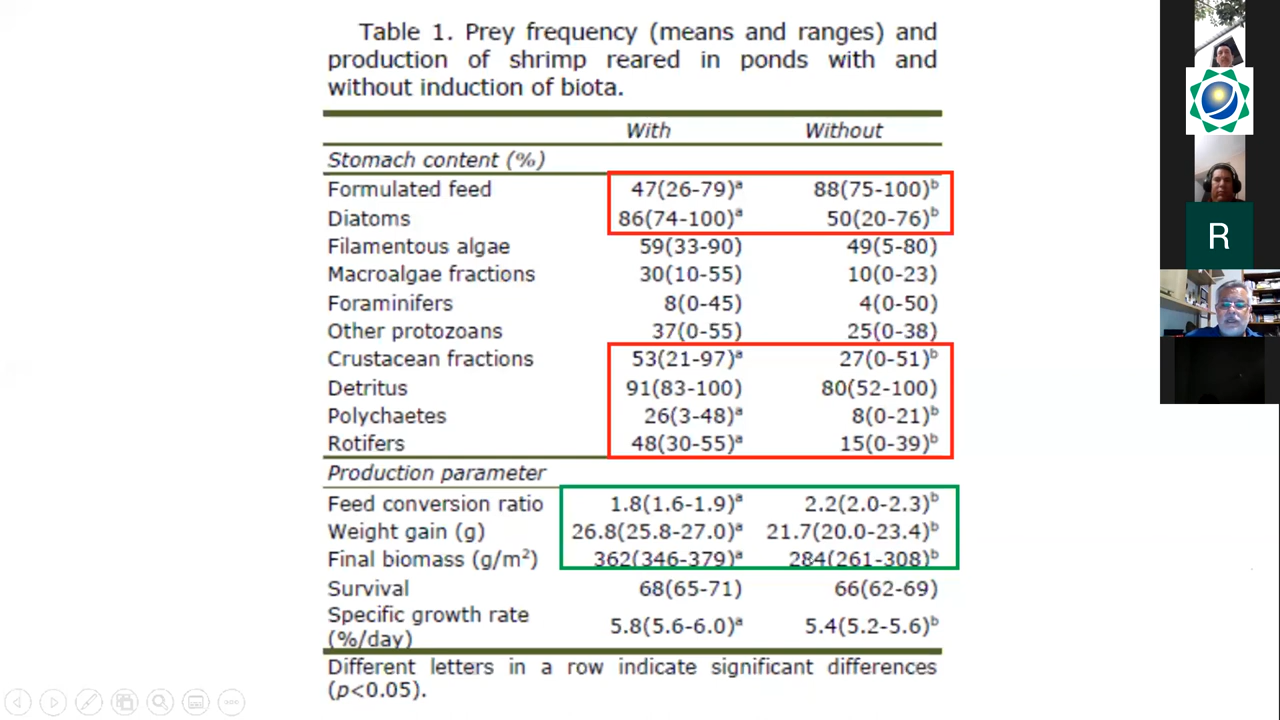 Table 1. Prey frequency (means and ranges) and
production of shrimp reared in ponds with and
without induction of biota.
With Without
Stomach content (%)
Formulated feed 47(26-79)ᵃ 88(75-100)ᵇ
Diatoms 86(74-100)ᵃ 50(20-76)ᵇ
Filamentous algae 59(33-90) 49(5-80)
Macroalgae fractions 30(10-55) 10(0-23)
Foraminifers 8(0-45) 4(0-50)
Other protozoans 37(0-55) 25(0-38)
Crustacean fractions 53(21-97)ᵃ 27(0-51)ᵇ
Detritus 91(83-100) 80(52-100)
Polychaetes 26(3-48)ᵃ 8(0-21)ᵇ
Rotifers 48(30-55)ᵃ 15(0-39)ᵇ
Production parameter
Feed conversion ratio 1.8(1.6-1.9)ᵃ 2.2(2.0-2.3)ᵇ
Weight gain (g) 26.8(25.8-27.0)ᵃ 21.7(20.0-23.4)ᵇ
Final biomass (g/m²) 362(346-379)ᵃ 284(261-308)ᵇ
Survival 68(65-71) 66(62-69)
Specific growth rate
(%/day) 5.8(5.6-6.0)ᵃ 5.4(5.2-5.6)ᵇ
Different letters in a row indicate significant differences
(p<0.05).
R